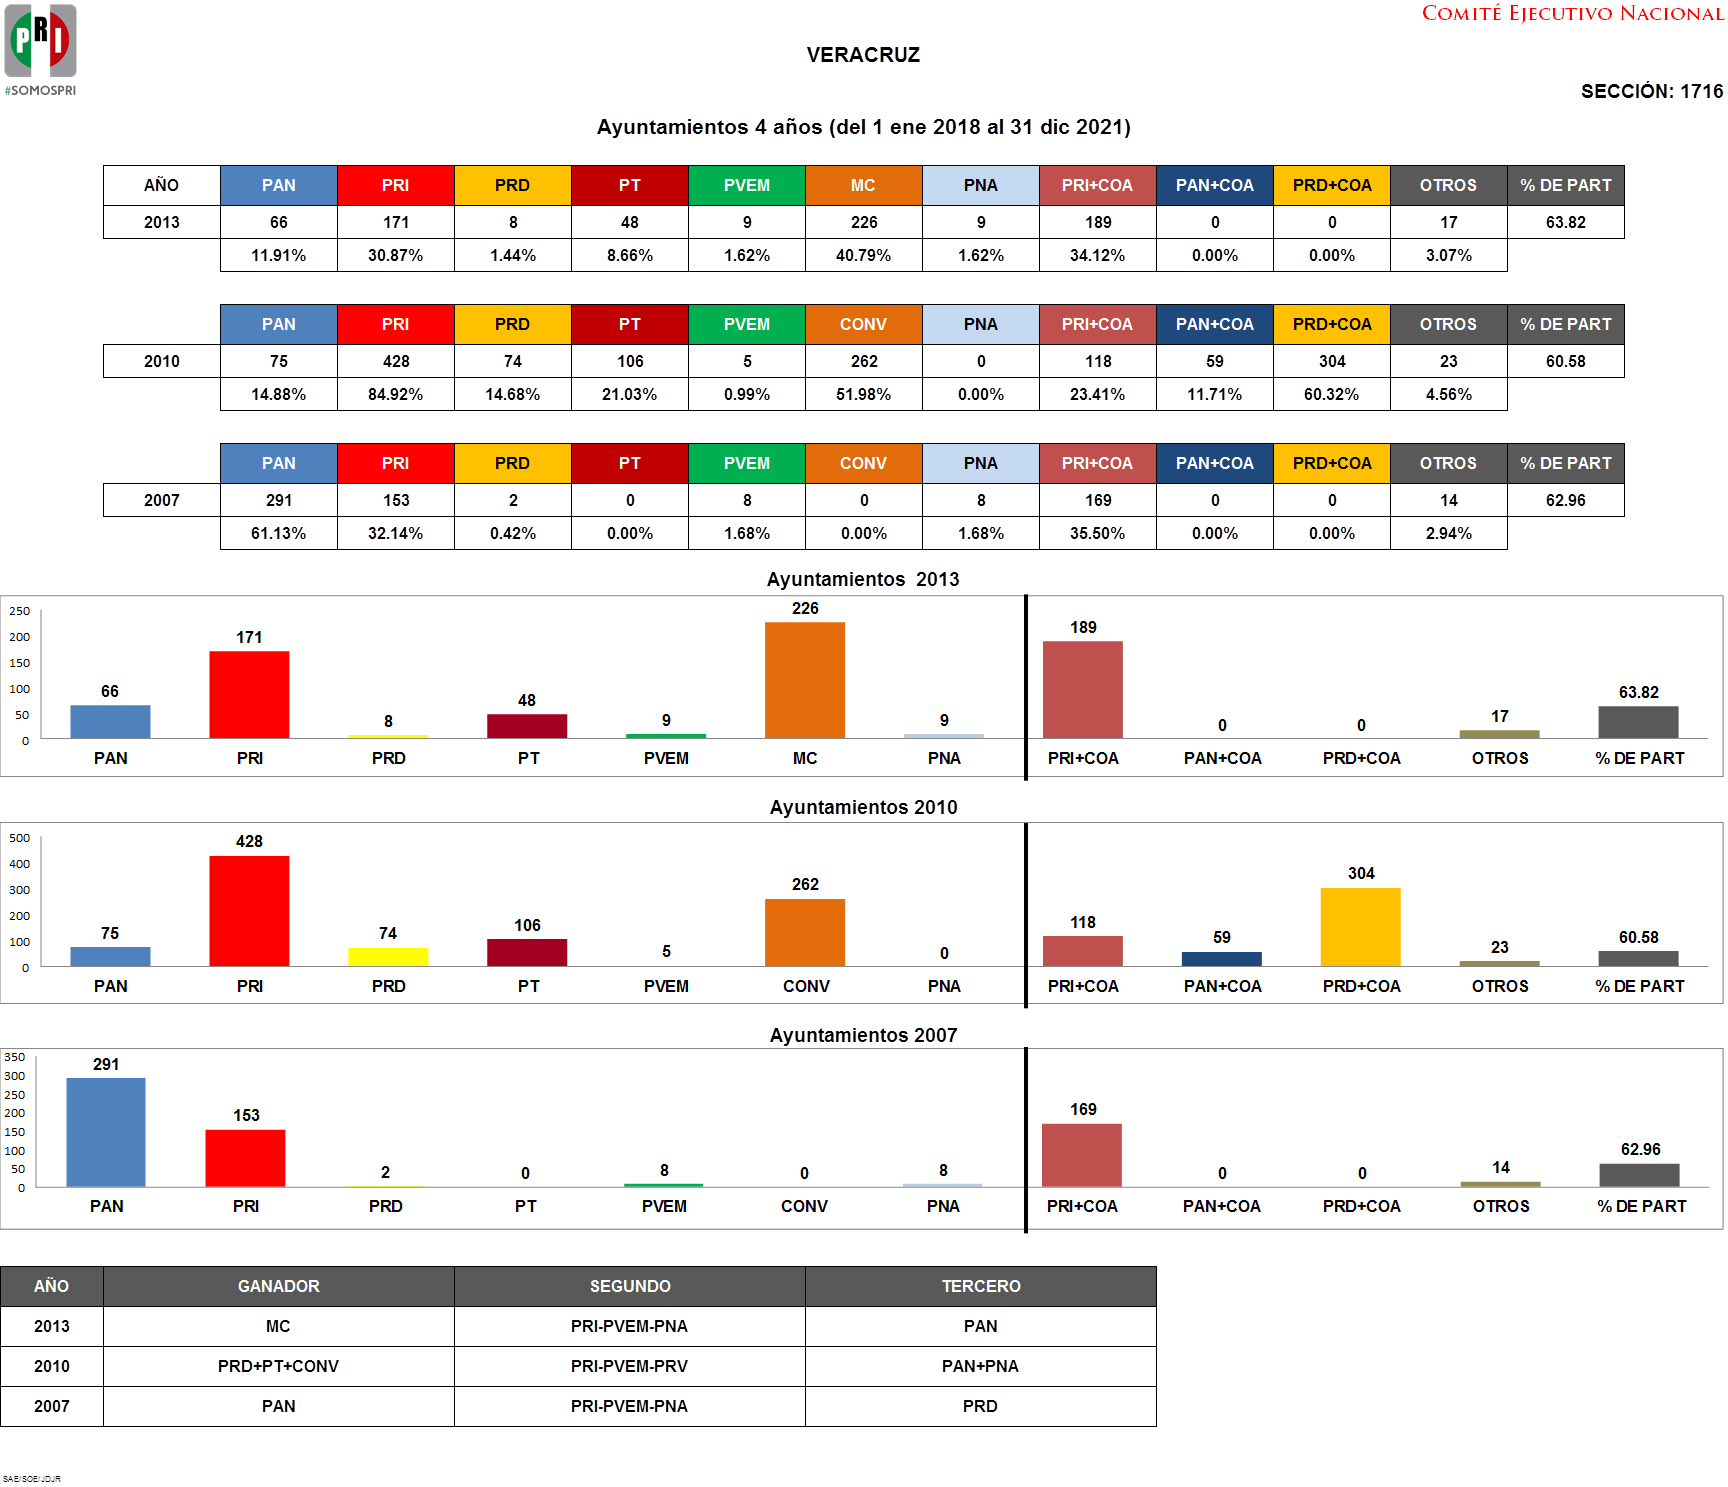 COMITÉ EJECUTIVO NACIONAL
PRI
#SOMOSPRI
VERACRUZ
SECCIÓN: 1716
Ayuntamientos 4 años (del 1 ene 2018 al 31 dic 2021)
AÑO PAN PRI PRD PT PVEM MC PNA PRI+COA PAN+COA PRD+COA OTROS % DE PART
2013 66 171 8 48 9 226 9 189 0 0 17 63.82
11.91% 30.87% 1.44% 8.66% 1.62% 40.79% 1.62% 34.12% 0.00% 0.00% 3.07%
PAN PRI PRD PT PVEM CONV PNA PRI+COA PAN+COA PRD+COA OTROS % DE PART
2010 75 428 74 106 5 262 0 118 59 304 23 60.58
14.88% 84.92% 14.68% 21.03% 0.99% 51.98% 0.00% 23.41% 11.71% 60.32% 4.56%
PAN PRI PRD PT PVEM CONV PNA PRI+COA PAN+COA PRD+COA OTROS % DE PART
2007 291 153 2 0 8 0 8 169 0 0 14 62.96
61.13% 32.14% 0.42% 0.00% 1.68% 0.00% 1.68% 35.50% 0.00% 0.00% 2.94%
Ayuntamientos 2013
250
200
150
100
50
0
66 171 8 48 9 226 9 189 0 0 17 63.82
PAN PRI PRD PT PVEM MC PNA PRI+COA PAN+COA PRD+COA OTROS % DE PART
Ayuntamientos 2010
500
400
300
200
100
0
75 428 74 106 5 262 0 118 59 304 23 60.58
PAN PRI PRD PT PVEM CONV PNA PRI+COA PAN+COA PRD+COA OTROS % DE PART
Ayuntamientos 2007
350
300
250
200
150
100
50
0
291 153 2 0 8 0 8 169 0 0 14 62.96
PAN PRI PRD PT PVEM CONV PNA PRI+COA PAN+COA PRD+COA OTROS % DE PART
AÑO GANADOR SEGUNDO TERCERO
2013 MC PRI-PVEM-PNA PAN
2010 PRD+PT+CONV PRI-PVEM-PRV PAN+PNA
2007 PAN PRI-PVEM-PNA PRD
SAE/SOE/JDJR